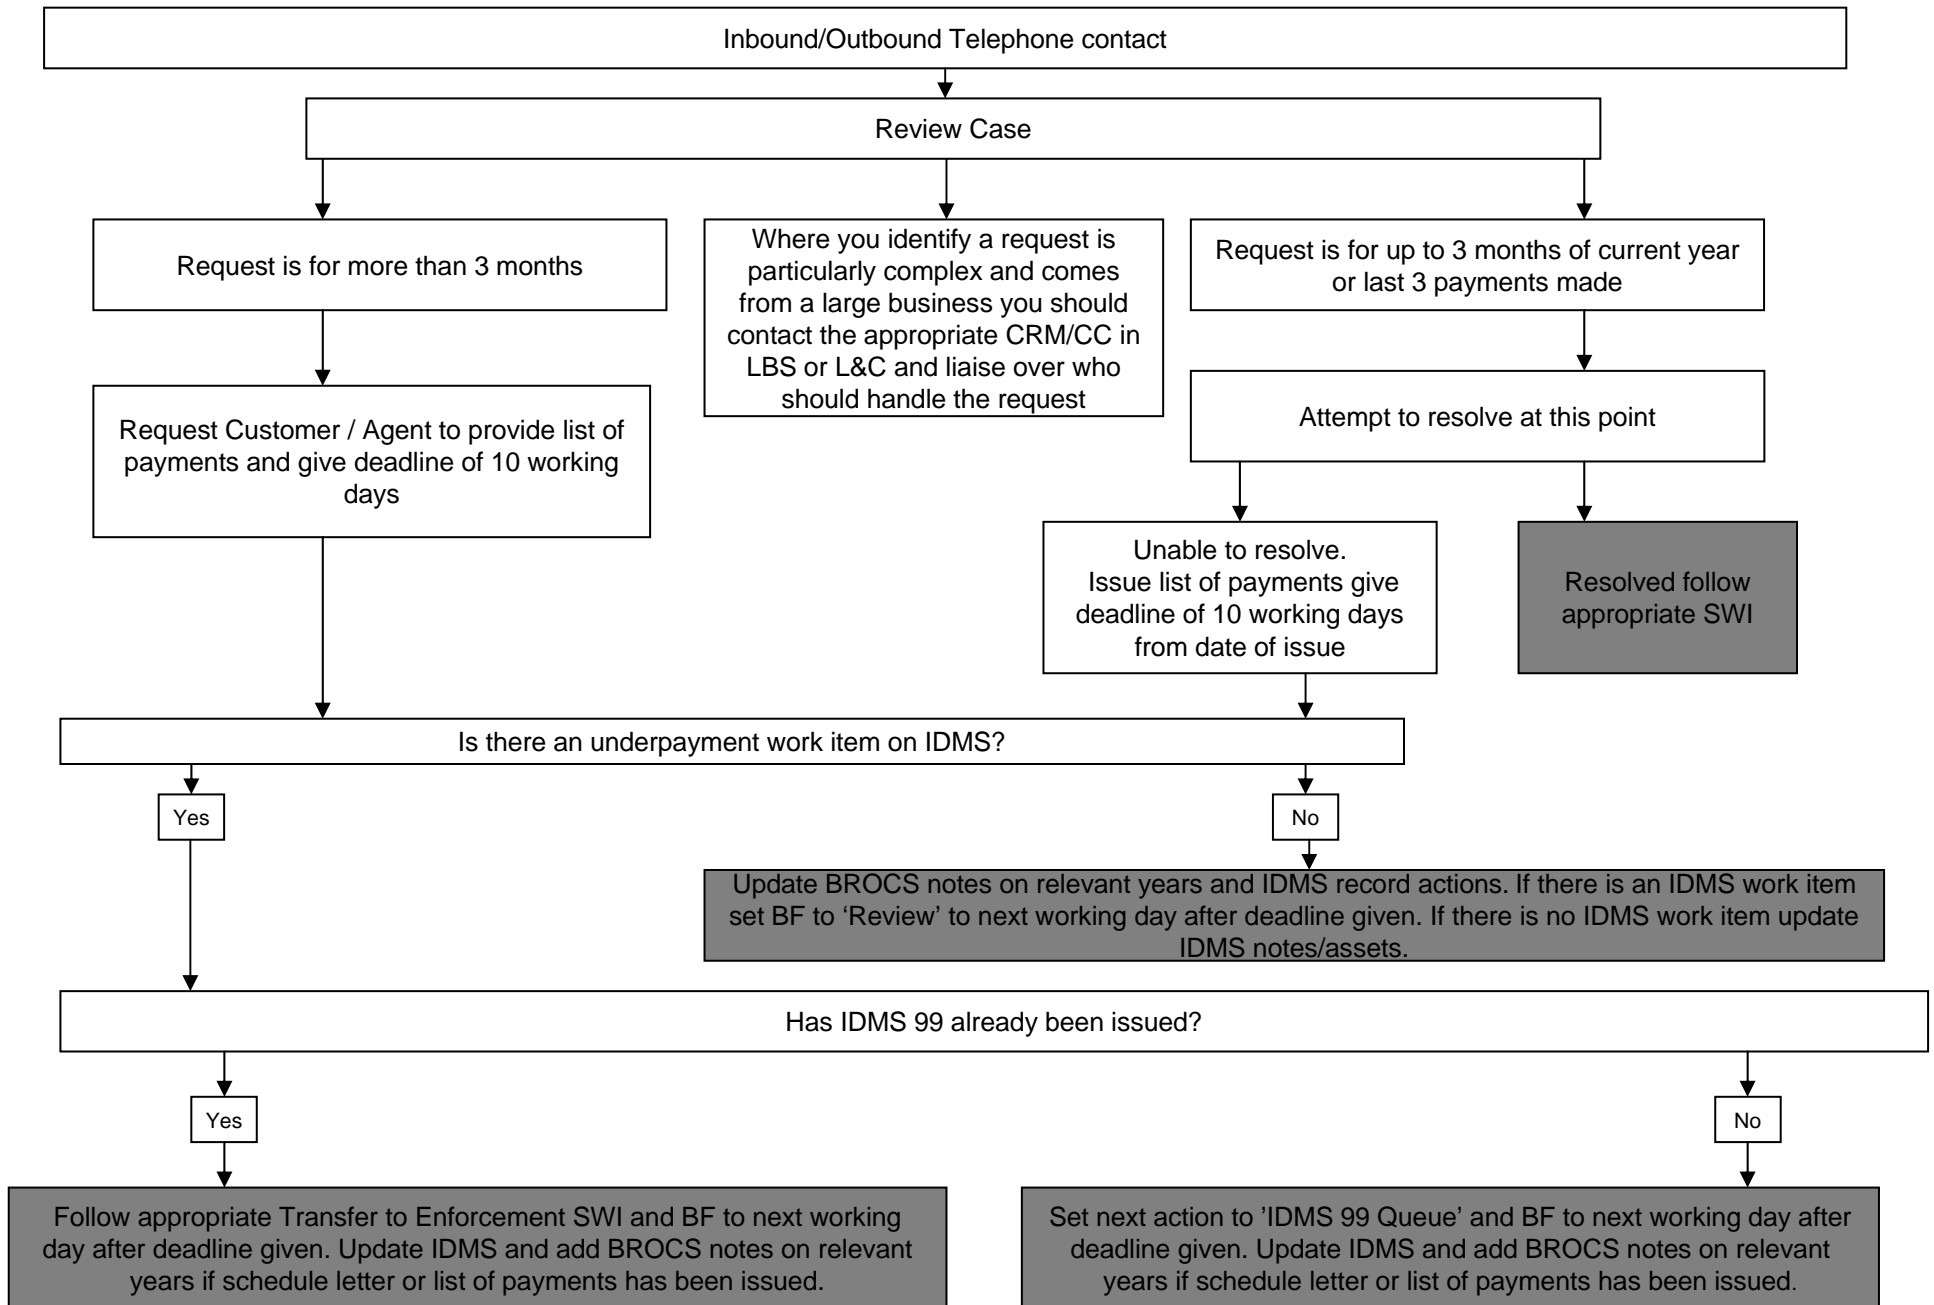 Inbound/Outbound Telephone contact
Review Case
Request is for more than 3 months
Where you identify a request is
particularly complex and comes
from a large business you should
contact the appropriate CRM/CC in
LBS or L&C and liaise over who
should handle the request
Request is for up to 3 months of current year
or last 3 payments made
Request Customer / Agent to provide list of
payments and give deadline of 10 working
days
Attempt to resolve at this point
Unable to resolve.
Issue list of payments give
deadline of 10 working days
from date of issue
Resolved follow
appropriate SWI
Is there an underpayment work item on IDMS?
Yes
No
Update BROCS notes on relevant years and IDMS record actions. If there is an IDMS work item
set BF to ‘Review’ to next working day after deadline given. If there is no IDMS work item update
IDMS notes/assets.
Has IDMS 99 already been issued?
Yes
No
Follow appropriate Transfer to Enforcement SWI and BF to next working
day after deadline given. Update IDMS and add BROCS notes on relevant
years if schedule letter or list of payments has been issued.
Set next action to ’IDMS 99 Queue’ and BF to next working day after
deadline given. Update IDMS and add BROCS notes on relevant
years if schedule letter or list of payments has been issued.